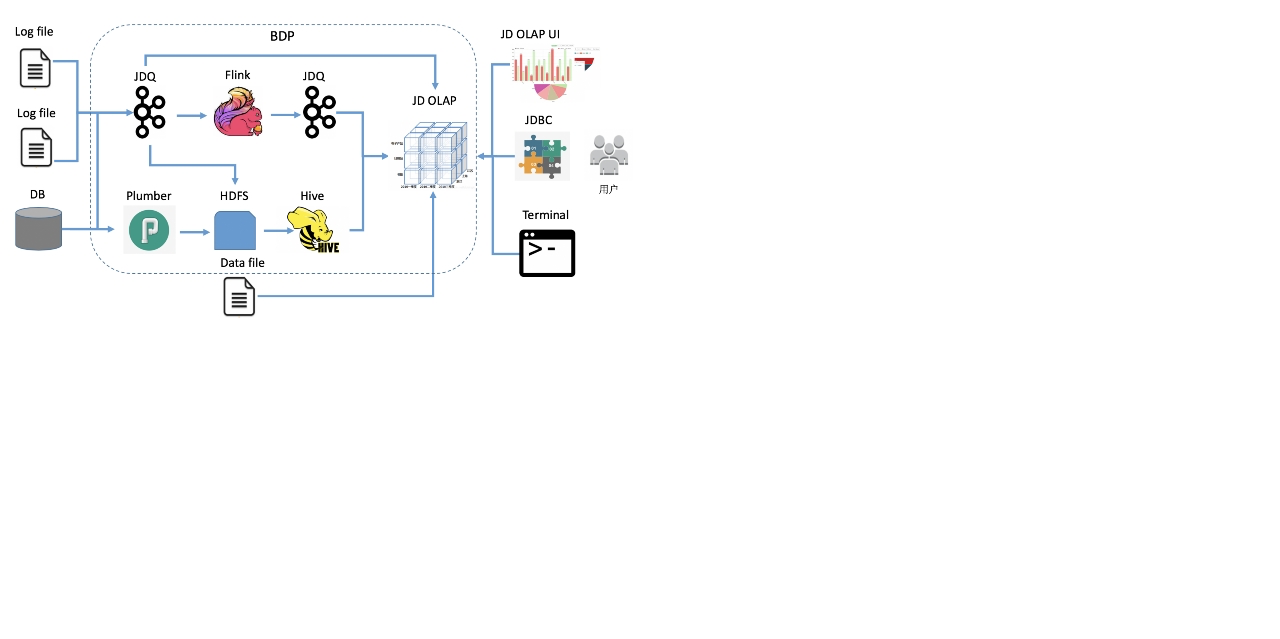 Log file
BDP
JD OLAP UI
JDQ
Flink
JDQ
JD OLAP
Log file
JDBC
DB
Plumber
HDFS
Hive
用户
HIVE
Terminal
Data file